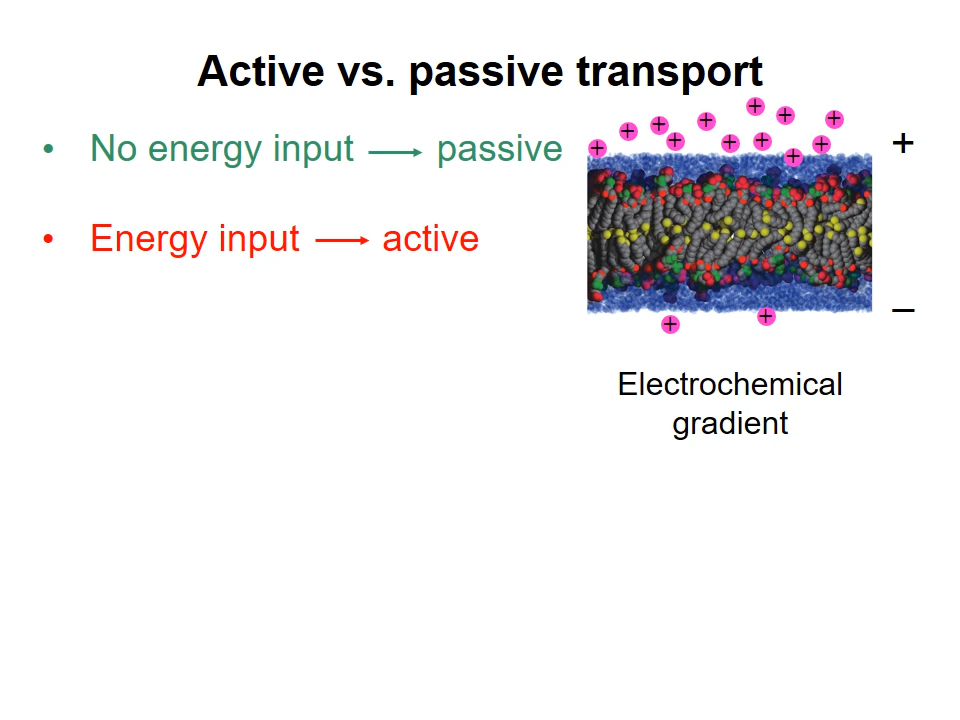 Active vs. passive transport
• No energy input ⟶ passive
• Energy input ⟶ active
+ + + + + + + + + + + + +
+
–
+ +
Electrochemical
gradient